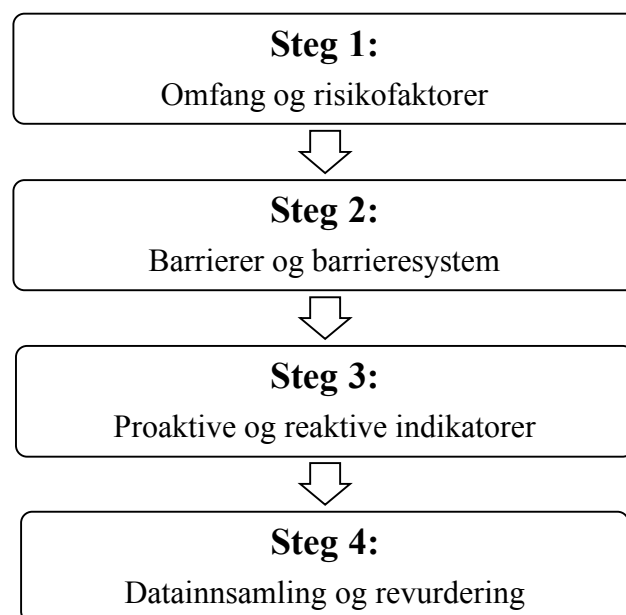 Steg 1:
Omfang og risikofaktorer
Steg 2:
Barrierer og barrieresystem
Steg 3:
Proaktive og reaktive indikatorer
Steg 4:
Datainnsamling og revurdering